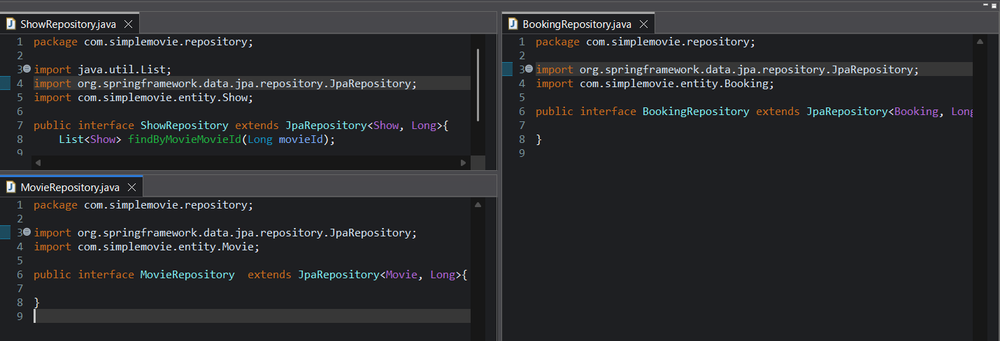 ShowRepository.java
1 package com.simplemovie.repository;
2
3 import java.util.List;
4 import org.springframework.data.jpa.repository.JpaRepository;
5 import com.simplemovie.entity.Show;
6
7 public interface ShowRepository extends JpaRepository<Show, Long>{
8     List<Show> findByMovieMovieId(Long movieId);
9
MovieRepository.java
1 package com.simplemovie.repository;
2
3 import org.springframework.data.jpa.repository.JpaRepository;
4 import com.simplemovie.entity.Movie;
5
6 public interface MovieRepository  extends JpaRepository<Movie, Long>{
7
8 }
9
BookingRepository.java
1 package com.simplemovie.repository;
2
3 import org.springframework.data.jpa.repository.JpaRepository;
4 import com.simplemovie.entity.Booking;
5
6 public interface BookingRepository extends JpaRepository<Booking, Long
7
8 }
9